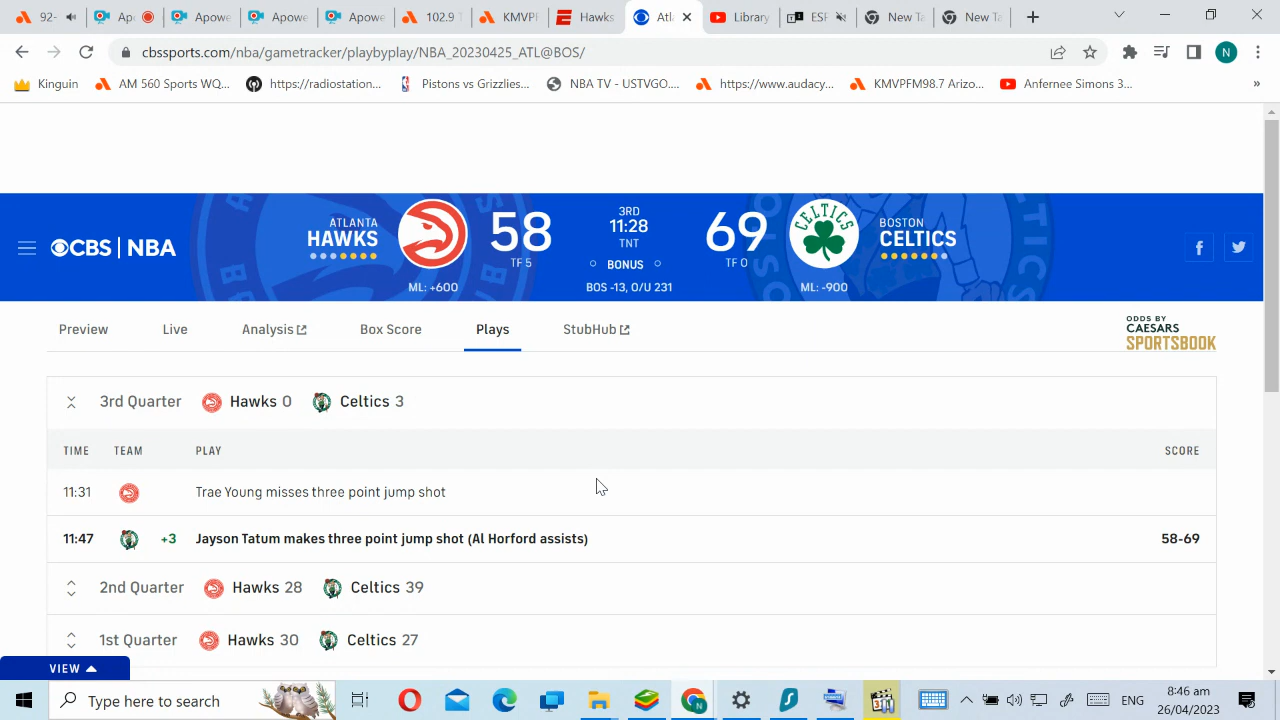 92-
Apowe
Apowe
Apowe
Apowe
102.9 T
KMVP
Hawks
Atl
Library
ESP
New Ta
New Ta
cbssports.com/nba/gametracker/playbyplay/NBA_20230425_ATL@BOS/
N
Kinguin
AM 560 Sports WQ...
https://radiostation...
Pistons vs Grizzlies...
NBA TV - USTVGO....
https://www.audacy...
KMVPFM98.7 Arizo...
Anfernee Simons 3...
»
CBS | NBA
ATLANTA
HAWKS
58
TF 5
ML: +600
3RD
11:28
TNT
BONUS
BOS -13, O/U 231
69
TF 0
CELTICS
ML: -900
BOSTON
CELTICS
Preview
Live
Analysis
Box Score
Plays
StubHub
ODDS BY
CAESARS
SPORTSBOOK
3rd Quarter Hawks 0 Celtics 3
TIME TEAM PLAY SCORE
11:31 Trae Young misses three point jump shot
11:47 +3 Jayson Tatum makes three point jump shot (Al Horford assists) 58-69
2nd Quarter Hawks 28 Celtics 39
1st Quarter Hawks 30 Celtics 27
VIEW
Type here to search
ENG
8:46 am
26/04/2023